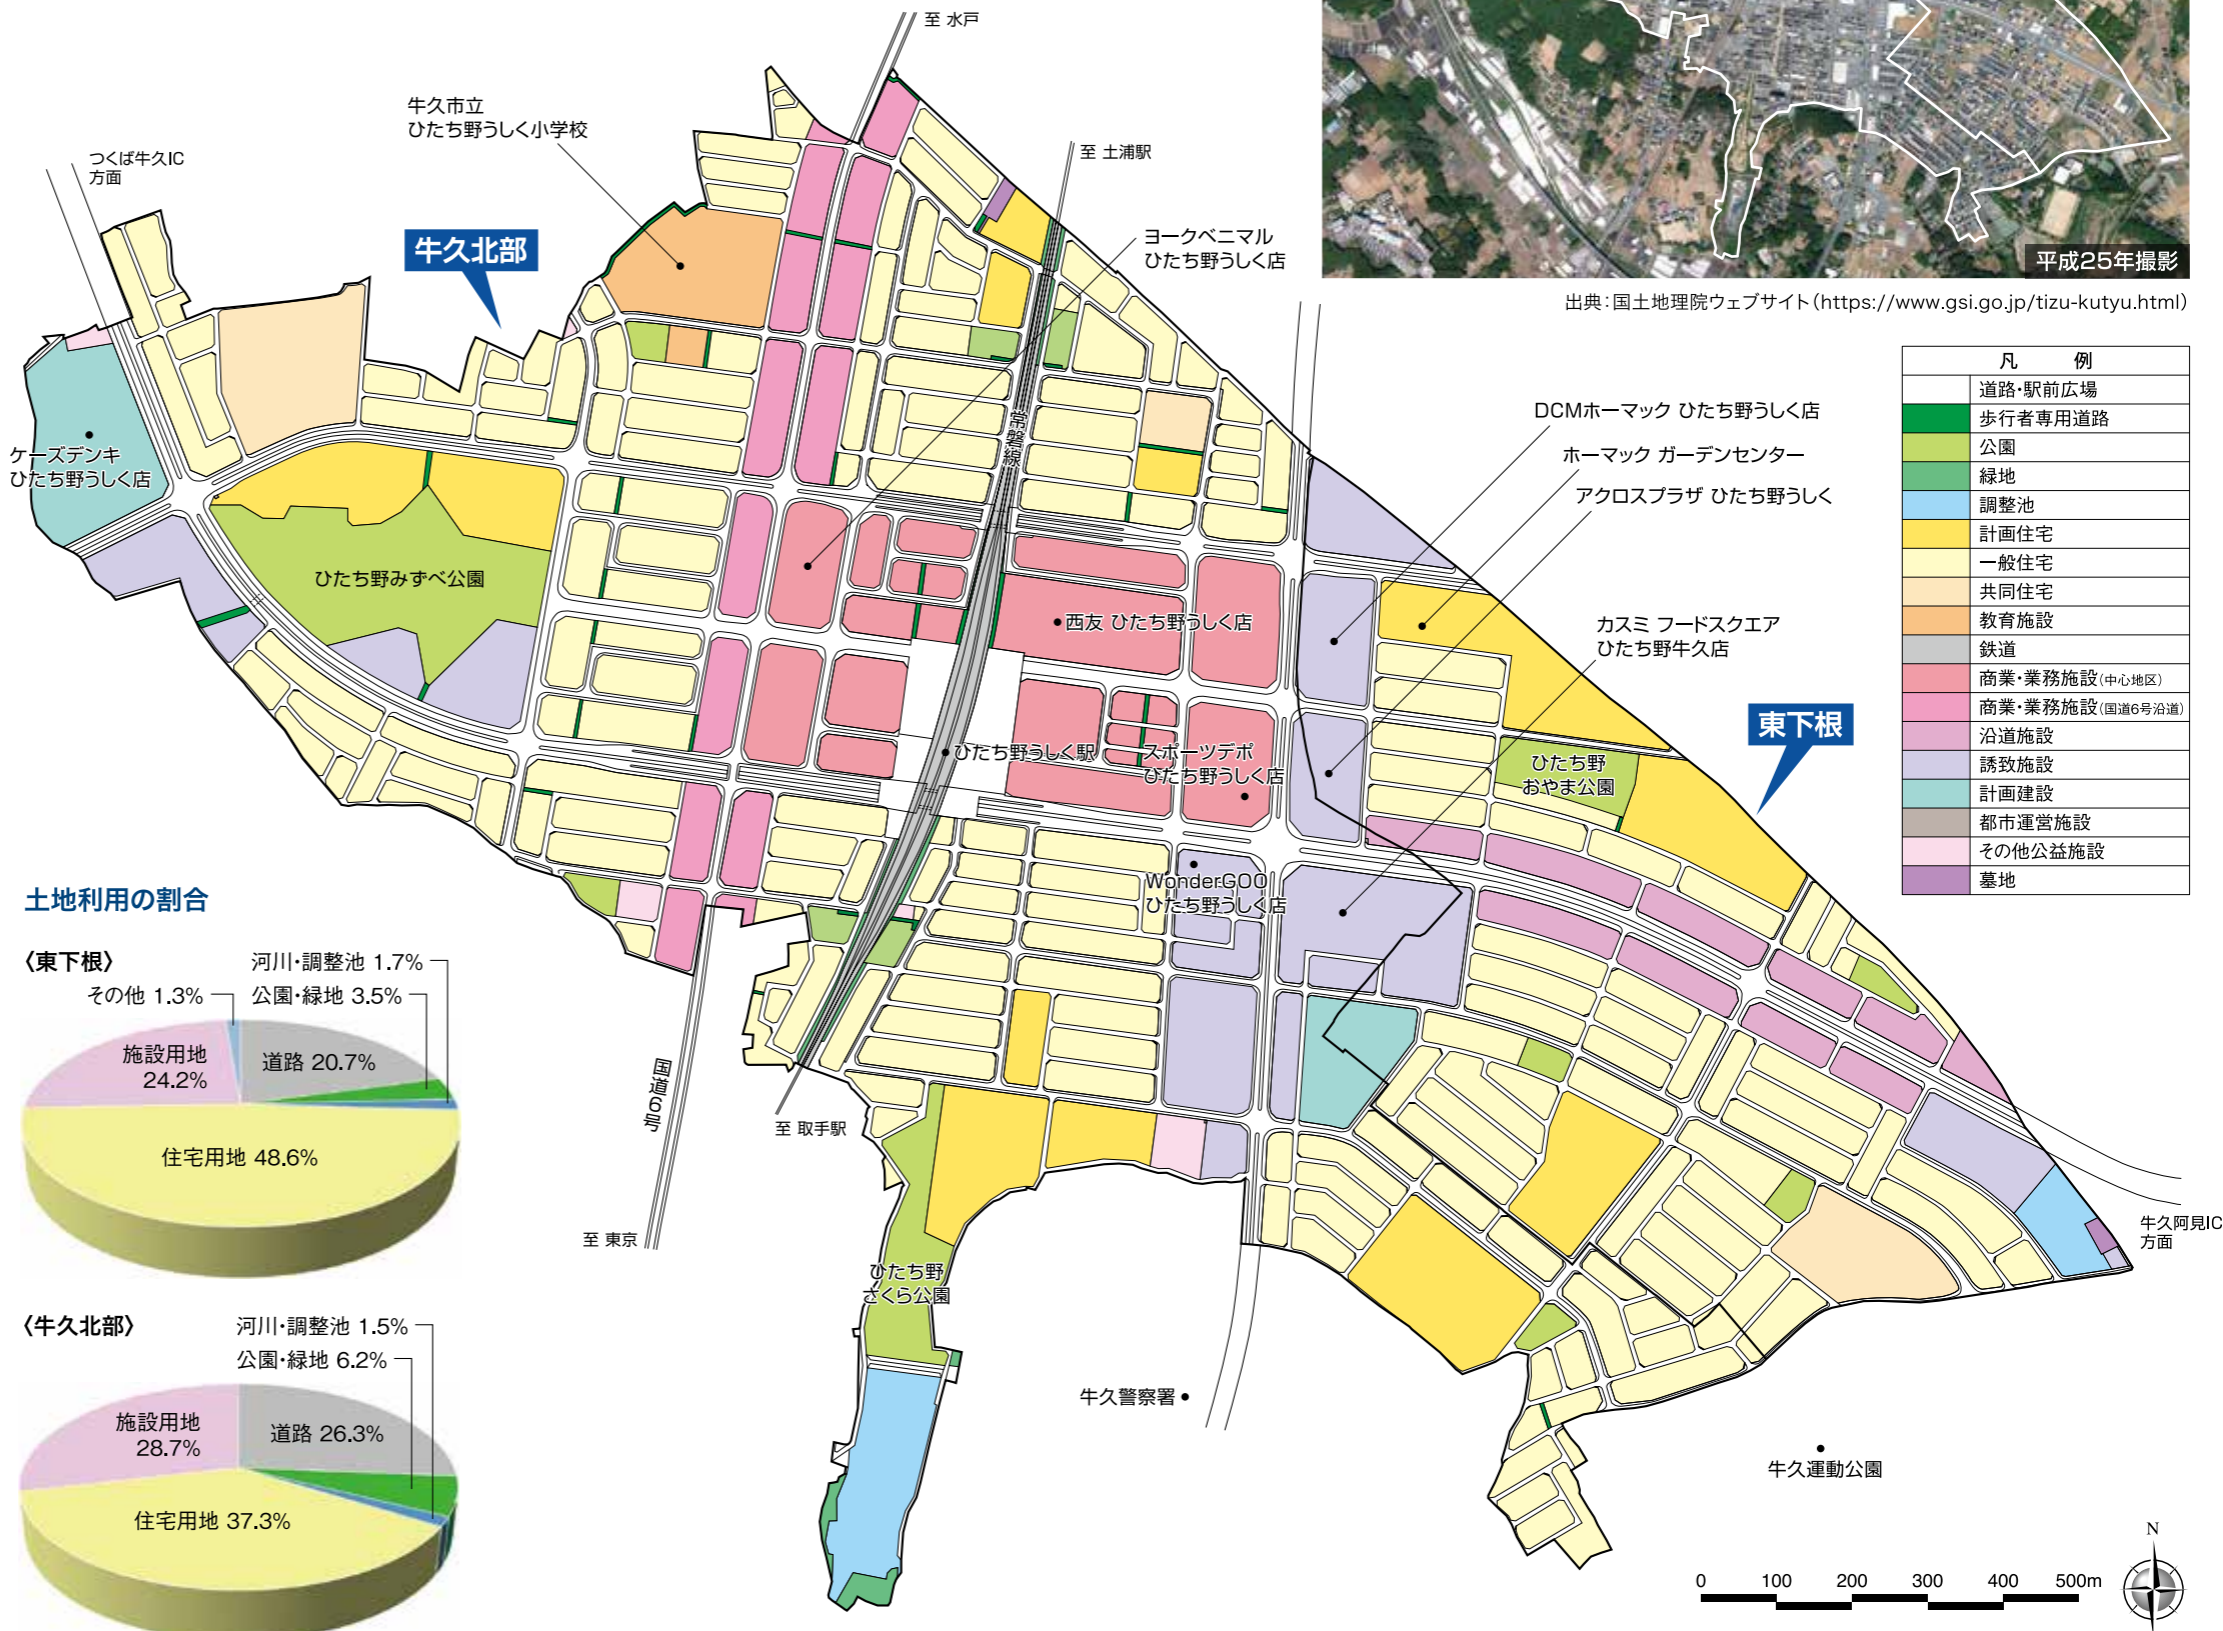 至 水戸
牛久市立
ひたち野うしく小学校
つくば牛久IC
方面
至 土浦駅
牛久北部
ヨークベニマル
ひたち野うしく店
平成25年撮影
出典：国土地理院ウェブサイト（https://www.gsi.go.jp/tizu-kutyu.html）
凡 例
道路・駅前広場
歩行者専用道路
公園
緑地
調整池
計画住宅
一般住宅
共同住宅
教育施設
鉄道
商業・業務施設(中心地区)
商業・業務施設(国道6号沿道)
沿道施設
誘致施設
計画建設
都市運営施設
その他公益施設
墓地
常磐線
DCMホーマック ひたち野うしく店
ホーマック ガーデンセンター
アクロスプラザ ひたち野うしく
カスミ フードスクエア
ひたち野牛久店
ケーズデンキ
ひたち野うしく店
ひたち野みずべ公園
西友 ひたち野うしく店
東下根
ひたち野うしく駅
スポーツデポ
ひたち野うしく店
ひたち野
おやま公園
WonderGOO
ひたち野うしく店
土地利用の割合
〈東下根〉
河川・調整池 1.7%
その他 1.3%
公園・緑地 3.5%
施設用地
24.2%
道路 20.7%
住宅用地 48.6%
国道6号
至 取手駅
至 東京
ひたち野
さくら公園
牛久阿見IC
方面
〈牛久北部〉
河川・調整池 1.5%
公園・緑地 6.2%
施設用地
28.7%
道路 26.3%
住宅用地 37.3%
牛久警察署
牛久運動公園
N
0 100 200 300 400 500m